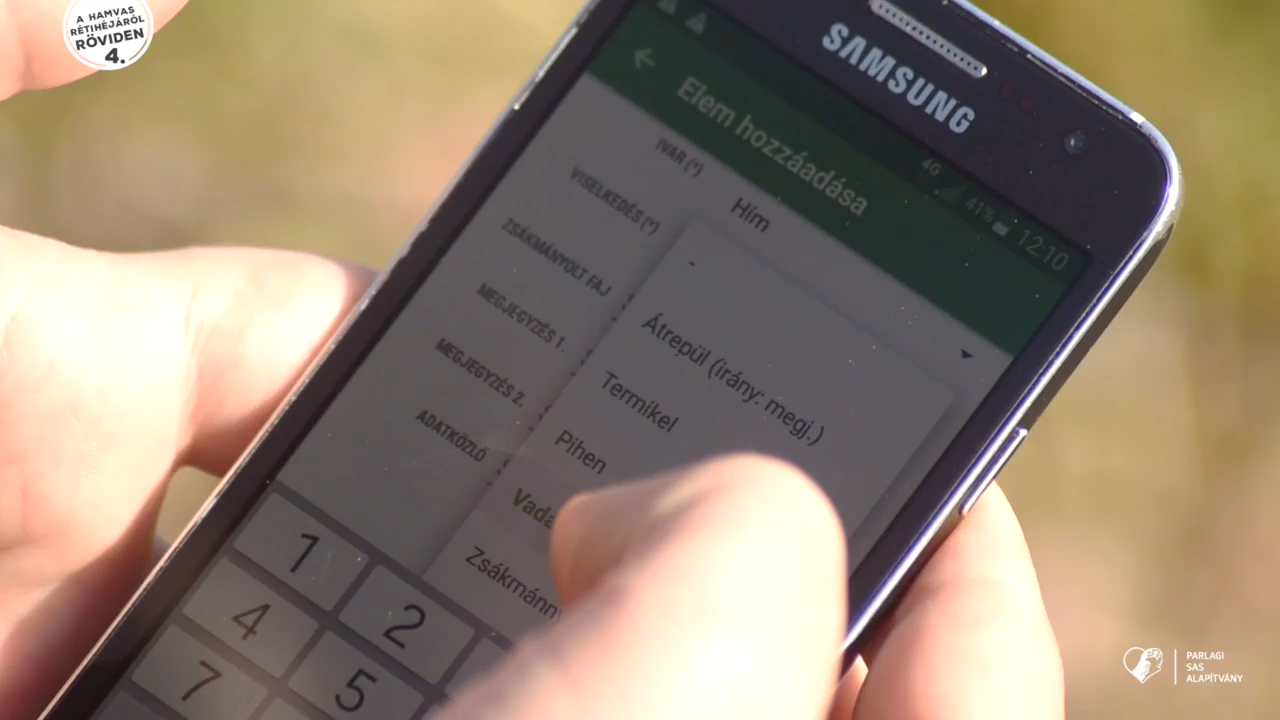 A HAMVAS
RÉTIHÉJÁRÓL
RÖVIDEN
4.
SAMSUNG
4G
41%
12:10
Elem hozzáadása
IVAR (*)
Hím
VISELKEDÉS (*)
-
ZSÁKMÁNYOLT FAJ
Átrepül (irány: megj.)
MEGJEGYZÉS 1.
Termikel
MEGJEGYZÉS 2.
Pihen
ADATKÖZLŐ
1
2
4
5
7
PARLAGI
SAS
ALAPÍTVÁNY